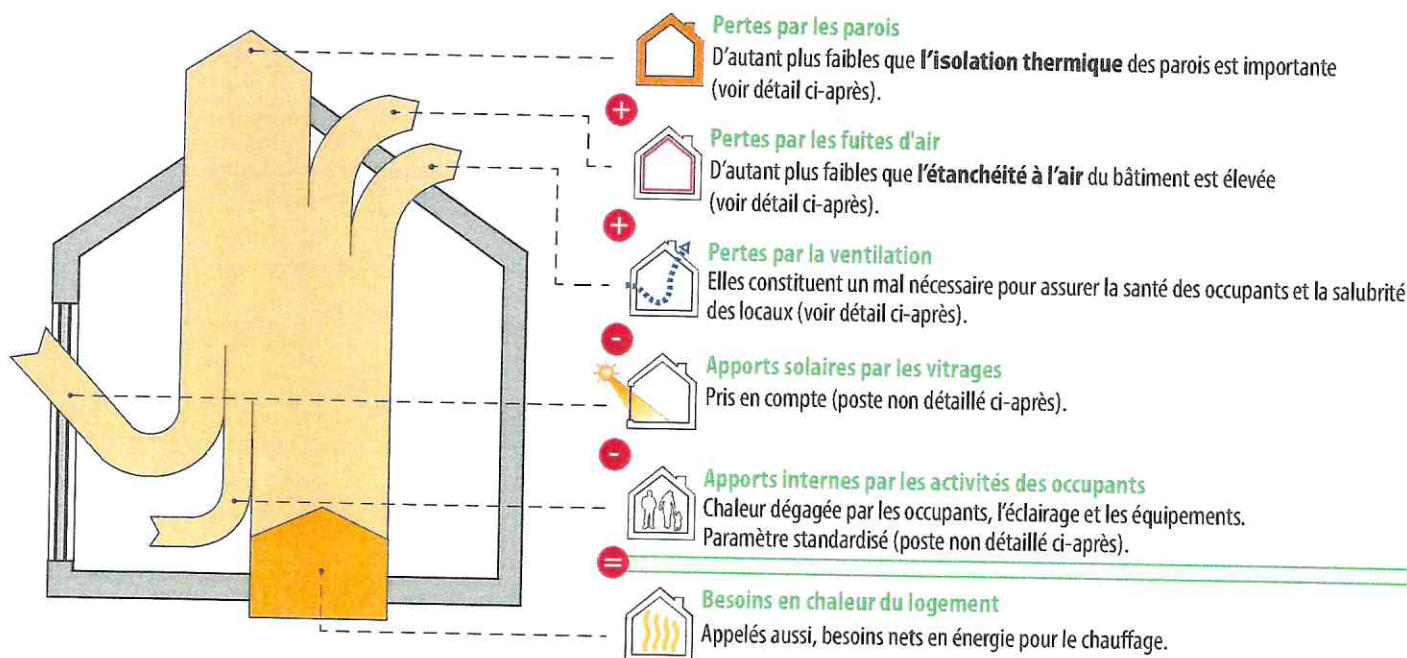 Pertes par les parois
D'autant plus faibles que l'isolation thermique des parois est importante
(voir détail ci-après).
+
Pertes par les fuites d'air
D'autant plus faibles que l'étanchéité à l'air du bâtiment est élevée
(voir détail ci-après).
+
Pertes par la ventilation
Elles constituent un mal nécessaire pour assurer la santé des occupants et la salubrité
des locaux (voir détail ci-après).
-
Apports solaires par les vitrages
Pris en compte (poste non détaillé ci-après).
-
Apports internes par les activités des occupants
Chaleur dégagée par les occupants, l'éclairage et les équipements.
Paramètre standardisé (poste non détaillé ci-après).
=
Besoins en chaleur du logement
Appelés aussi, besoins nets en énergie pour le chauffage.